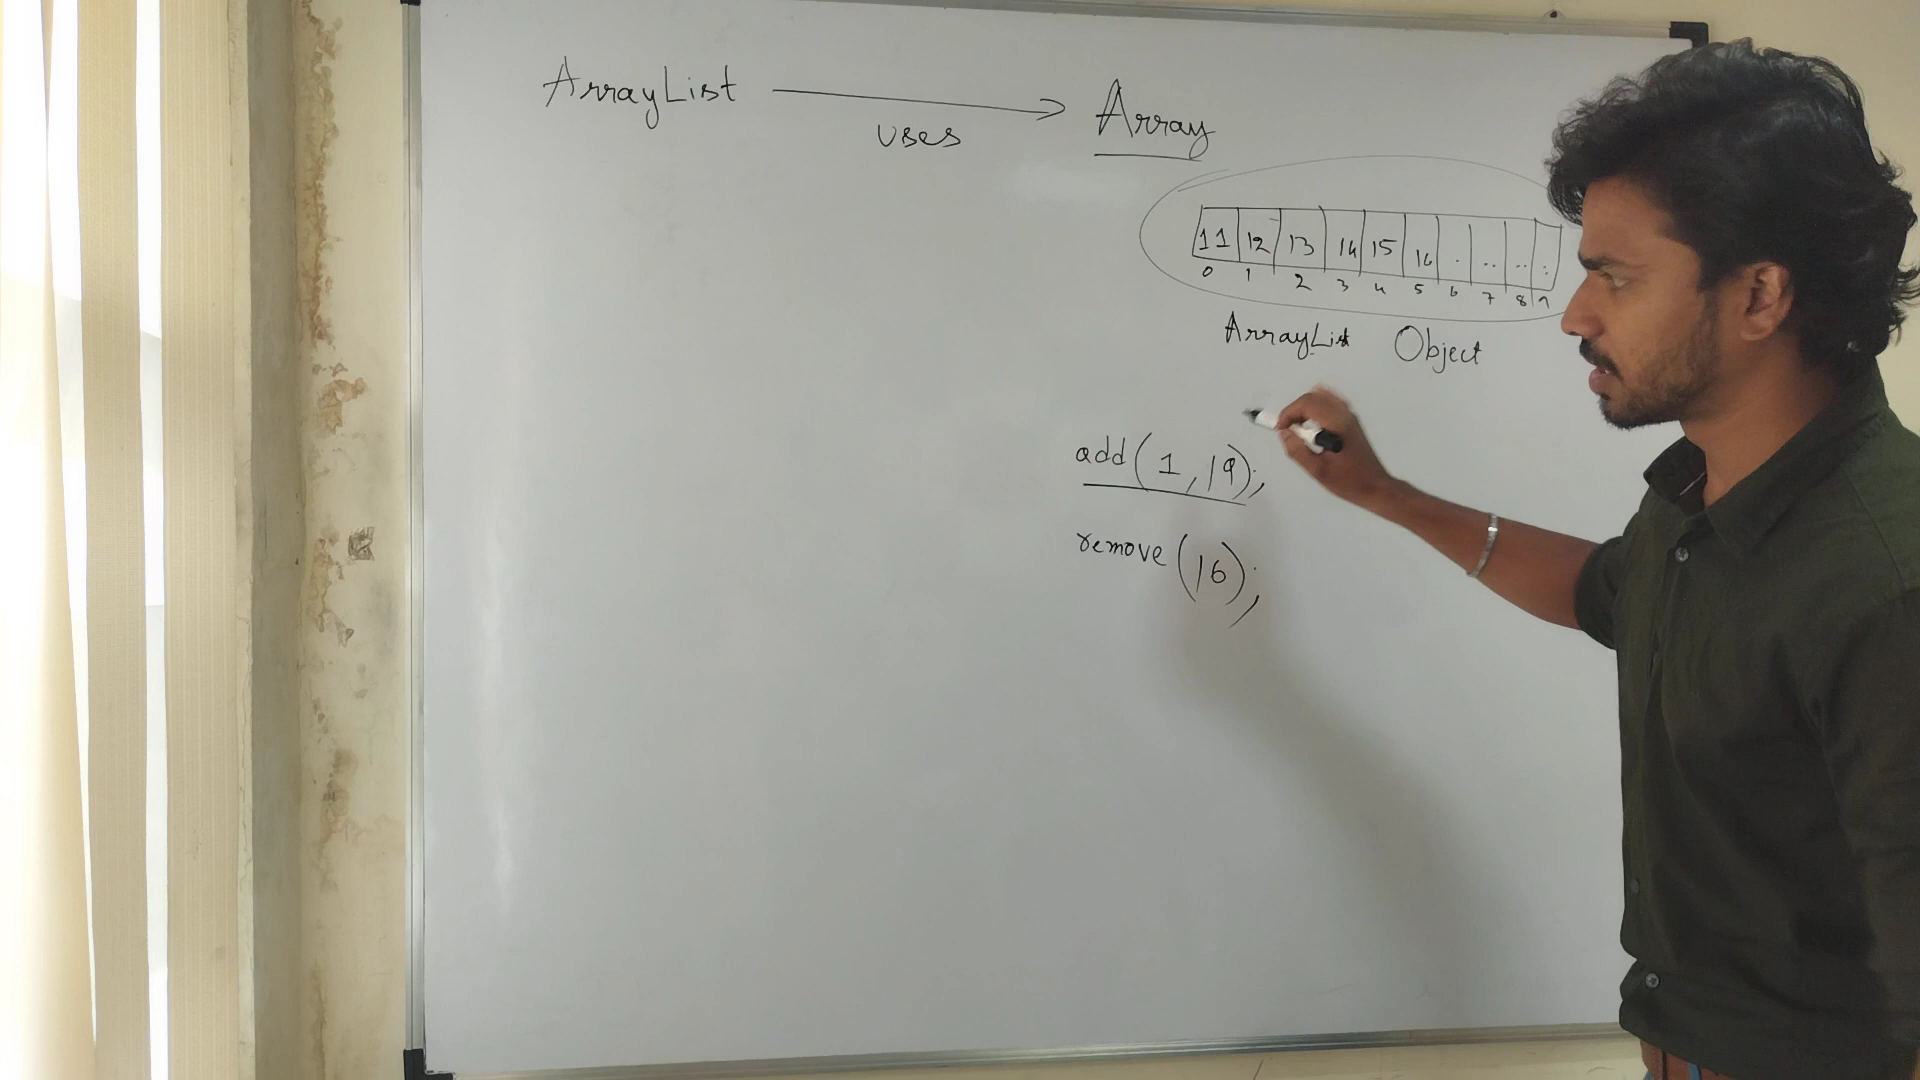 ArrayList uses Array
11 12 13 14 15 16 . .. .. :
0 1 2 3 4 5 6 7 8 9
ArrayList Object
add(1,19);
remove(16);